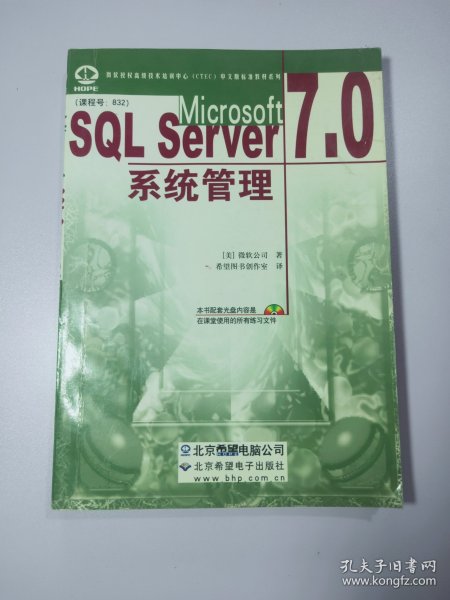 HOPE
微软授权高级技术培训中心(CTEC)中文版标准教材系列
(课程号: 832)
Microsoft
SQL Server 7.0
系统管理
[美] 微软公司 著
希望图书创作室 译
本书配套光盘内容是
在课堂使用的所有练习文件
北京希望电脑公司
北京希望电子出版社
www.bhp.com.cn
孔夫子旧书网
www.kongfz.com